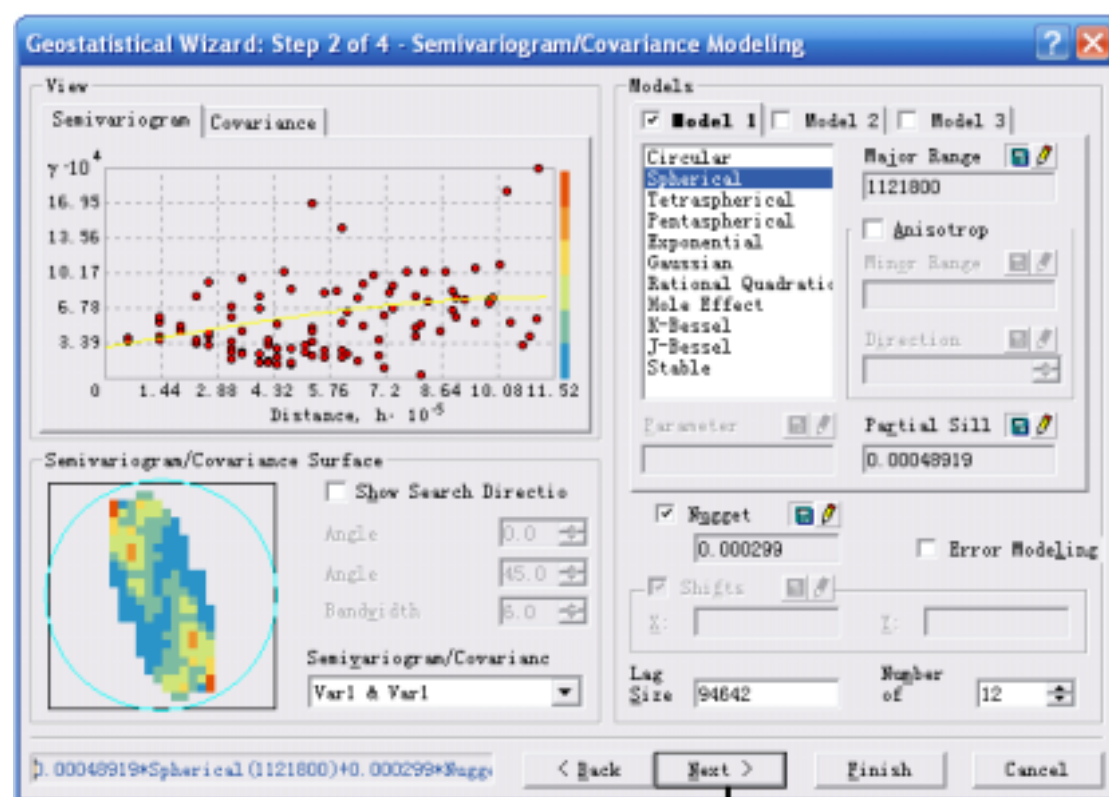 Geostatistical Wizard: Step 2 of 4 - Semivariogram/Covariance Modeling
View
Semivariogram Covariance
γ·10⁴
16.95
13.56
10.17
6.78
3.39
0 1.44 2.88 4.32 5.76 7.2 8.64 10.08 11.52
Distance, h· 10⁻⁵
Semivariogram/Covariance Surface
Show Search Directio
Angle 0.0
Angle 45.0
Bandwidth 6.0
Semivariogram/Covarianc
Var1 & Var1
Models
Model 1 Model 2 Model 3
Circular
Spherical
Tetraspherical
Pentaspherical
Exponential
Gaussian
Rational Quadratic
Hole Effect
K-Bessel
J-Bessel
Stable
Major Range
1121800
Anisotrop
Minor Range
Direction
Parameter
Partial Sill
0.00048919
Nugget
0.000299
Error Modeling
Shifts
X: Y:
Lag Size 94642
Number of 12
0.00048919*Spherical(1121800)+0.000299*Nugge
< Back Next > Finish Cancel